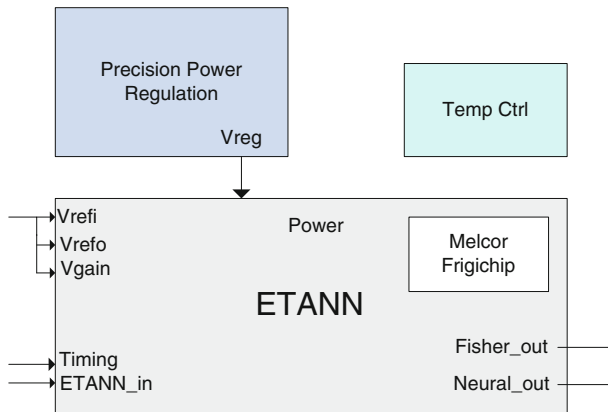 Precision Power
Regulation
Vreg
Temp Ctrl
Vrefi
Vrefo
Vgain
Power
Melcor
Frigichip
ETANN
Timing
ETANN_in
Fisher_out
Neural_out